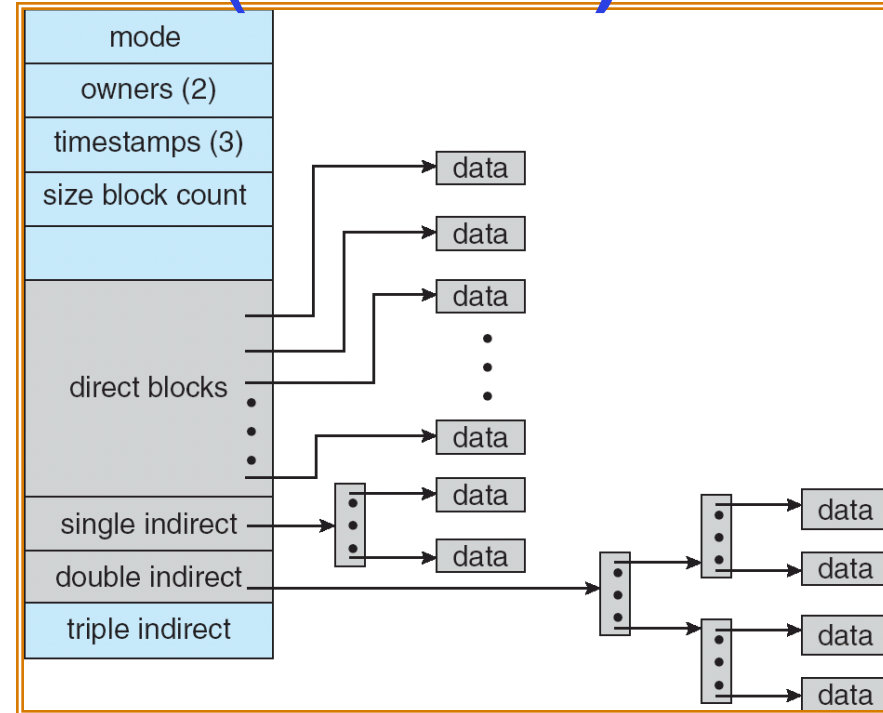 mode
owners (2)
timestamps (3)
size block count
direct blocks
single indirect
double indirect
triple indirect
data
data
data
data
data
data
data
data
data
data